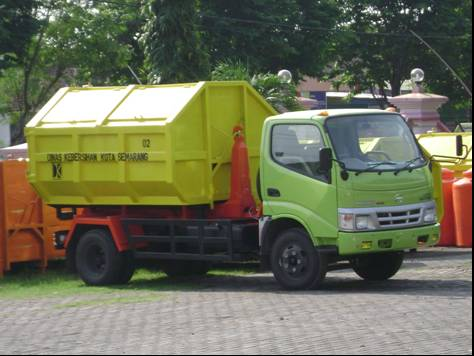 02
DINAS KEBERSIHAN KOTA SEMARANG